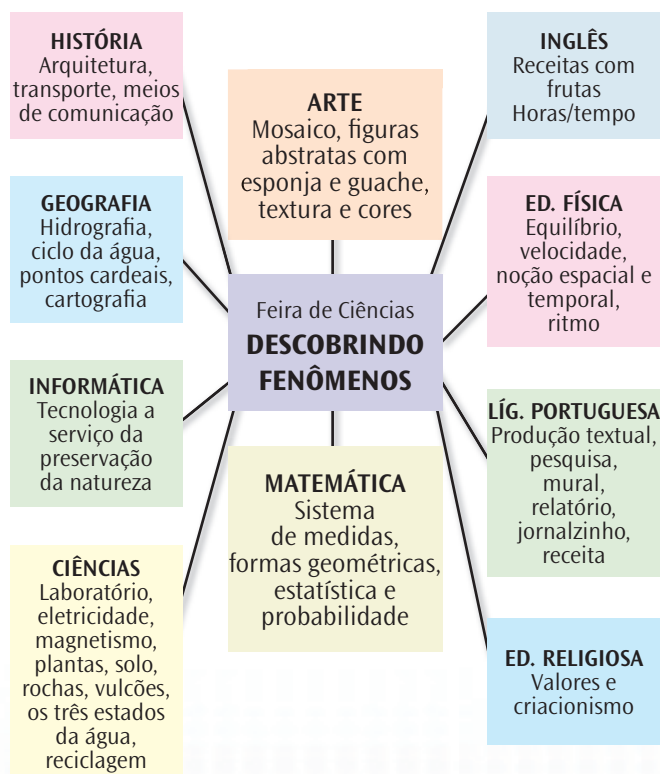 HISTÓRIA
Arquitetura,
transporte, meios
de comunicação
GEOGRAFIA
Hidrografia,
ciclo da água,
pontos cardeais,
cartografia
INFORMÁTICA
Tecnologia a
serviço da
preservação
da natureza
CIÊNCIAS
Laboratório,
eletricidade,
magnetismo,
plantas, solo,
rochas, vulcões,
os três estados
da água,
reciclagem
ARTE
Mosaico, figuras
abstratas com
esponja e guache,
textura e cores
Feira de Ciências
DESCOBRINDO
FENÔMENOS
MATEMÁTICA
Sistema
de medidas,
formas geométricas,
estatística e
probabilidade
INGLÊS
Receitas com
frutas
Horas/tempo
ED. FÍSICA
Equilíbrio,
velocidade,
noção espacial e
temporal,
ritmo
LÍG. PORTUGUESA
Produção textual,
pesquisa,
mural,
relatório,
jornalzinho,
receita
ED. RELIGIOSA
Valores e
criacionismo